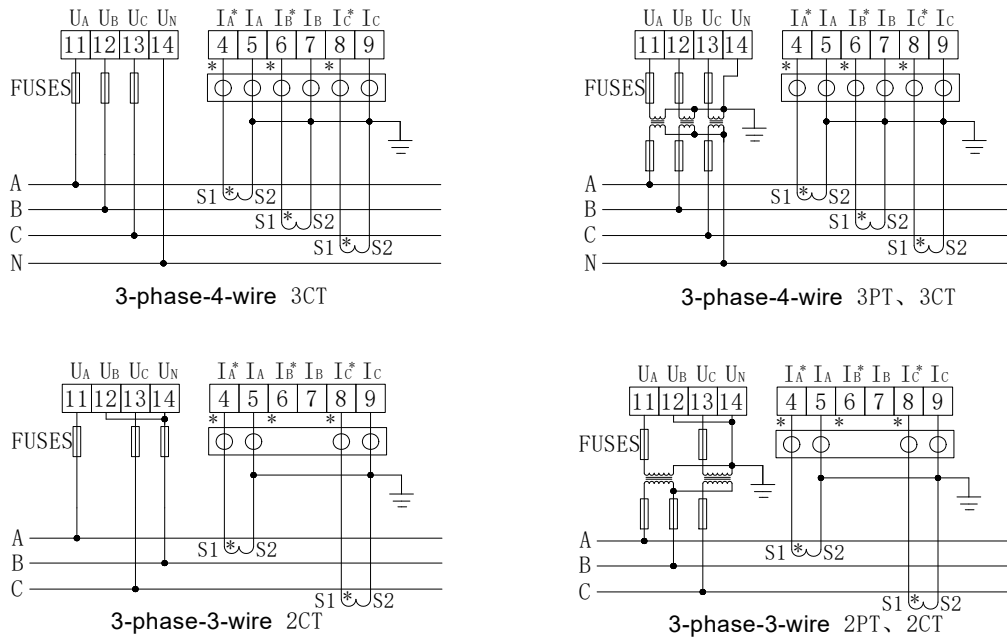 UA UB UC UN IA* IA IB* IB IC* IC
11 12 13 14 4 5 6 7 8 9
* * *
FUSES
A
S1 * S2
B
S1 * S2
C
S1 * S2
N
3-phase-4-wire 3CT
UA UB UC UN IA* IA IB* IB IC* IC
11 12 13 14 4 5 6 7 8 9
* * *
FUSES
A
S1 * S2
B
S1 * S2
C
S1 * S2
N
3-phase-4-wire 3PT、3CT
UA UB UC UN IA* IA IB* IB IC* IC
11 12 13 14 4 5 6 7 8 9
* * *
FUSES
A
S1 * S2
B
C
S1 * S2
3-phase-3-wire 2CT
UA UB UC UN IA* IA IB* IB IC* IC
11 12 13 14 4 5 6 7 8 9
* * *
FUSES
A
S1 * S2
B
C
S1 * S2
3-phase-3-wire 2PT、2CT